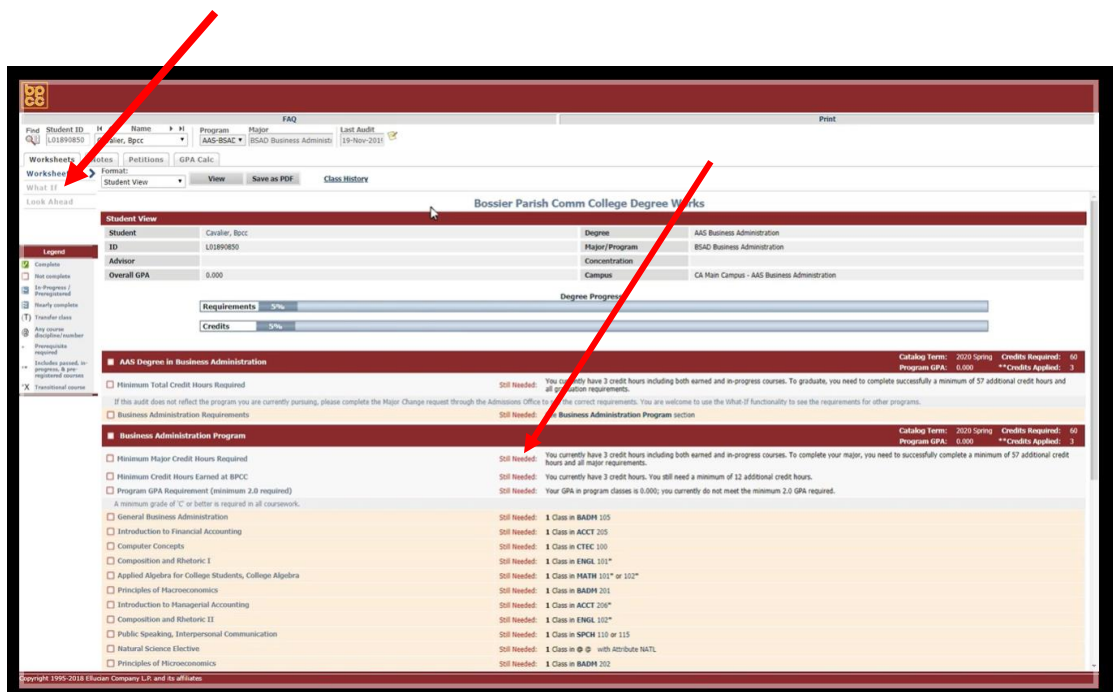 bp
cc
FAQ Print
Find Student ID Name Program Major Last Audit
L01890850 Cavalier, Bpcc AAS-BSAD BSAD Business Administ 19-Nov-201
Worksheets Notes Petitions GPA Calc
Worksheets Format:
Student View View Save as PDF Class History
What If
Look Ahead
Bossier Parish Comm College Degree Works
Student View
Student Cavalier, Bpcc Degree AAS Business Administration
ID L01890850 Major/Program BSAD Business Administration
Advisor Concentration
Overall GPA 0.000 Campus CA Main Campus - AAS Business Administration
Legend
Complete
Not complete
In-Progress /
Preregistered
Nearly complete
(T) Transfer class
@ Any course
discipline/number
* Prerequisite
required
** Includes passed, in-
progress, & pre-
registered courses
*X Transitional course
Degree Progress
Requirements 5%
Credits 5%
AAS Degree in Business Administration Catalog Term: 2020 Spring Credits Required: 60
Program GPA: 0.000 **Credits Applied: 3
Minimum Total Credit Hours Required Still Needed: You currently have 3 credit hours including both earned and in-progress courses. To graduate, you need to complete successfully a minimum of 57 additional credit hours and
all graduation requirements.
If this audit does not reflect the program you are currently pursuing, please complete the Major Change request through the Admissions Office to see the correct requirements. You are welcome to use the What-If functionality to see the requirements for other programs.
Business Administration Requirements Still Needed: Business Administration Program section
Business Administration Program Catalog Term: 2020 Spring Credits Required: 60
Program GPA: 0.000 **Credits Applied: 3
Minimum Major Credit Hours Required Still Needed: You currently have 3 credit hours including both earned and in-progress courses. To complete your major, you need to successfully complete a minimum of 57 additional credit
hours and all major requirements.
Minimum Credit Hours Earned at BPCC Still Needed: You currently have 3 credit hours. You still need a minimum of 12 additional credit hours.
Program GPA Requirement (minimum 2.0 required) Still Needed: Your GPA in program classes is 0.000; you currently do not meet the minimum 2.0 GPA required.
A minimum grade of 'C' or better is required in all coursework.
General Business Administration Still Needed: 1 Class in BADM 105
Introduction to Financial Accounting Still Needed: 1 Class in ACCT 205
Computer Concepts Still Needed: 1 Class in CTEC 100
Composition and Rhetoric I Still Needed: 1 Class in ENGL 101*
Applied Algebra for College Students, College Algebra Still Needed: 1 Class in MATH 101* or 102*
Principles of Macroeconomics Still Needed: 1 Class in BADM 201
Introduction to Managerial Accounting Still Needed: 1 Class in ACCT 206*
Composition and Rhetoric II Still Needed: 1 Class in ENGL 102*
Public Speaking, Interpersonal Communication Still Needed: 1 Class in SPCH 110 or 115
Natural Science Elective Still Needed: 1 Class in @ @ with Attribute NATL
Principles of Microeconomics Still Needed: 1 Class in BADM 202
Copyright 1995-2018 Ellucian Company L.P. and its affiliates